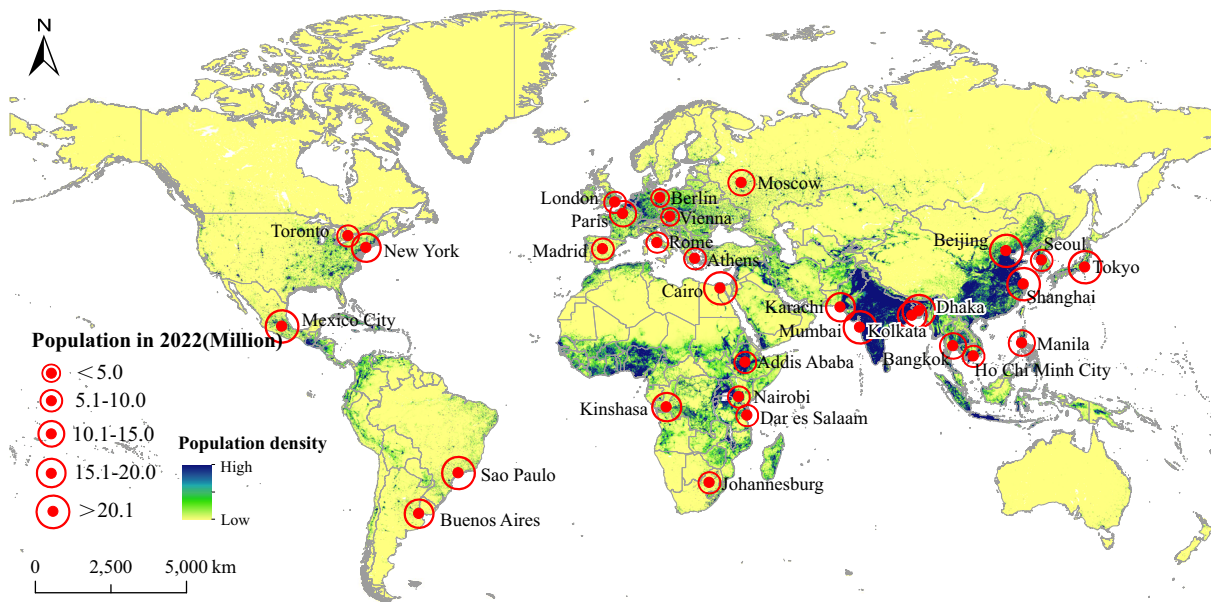 N
Moscow
London
Berlin
Paris
Vienna
Toronto
New York
Madrid
Rome
Athens
Beijing
Seoul
Tokyo
Cairo
Shanghai
Karachi
Dhaka
Mexico City
Mumbai
Kolkata
Manila
Bangkok
Ho Chi Minh City
Addis Ababa
Nairobi
Kinshasa
Dar es Salaam
Sao Paulo
Johannesburg
Buenos Aires
Population in 2022(Million)
<5.0
5.1-10.0
10.1-15.0
15.1-20.0
>20.1
Population density
High
Low
0 2,500 5,000 km